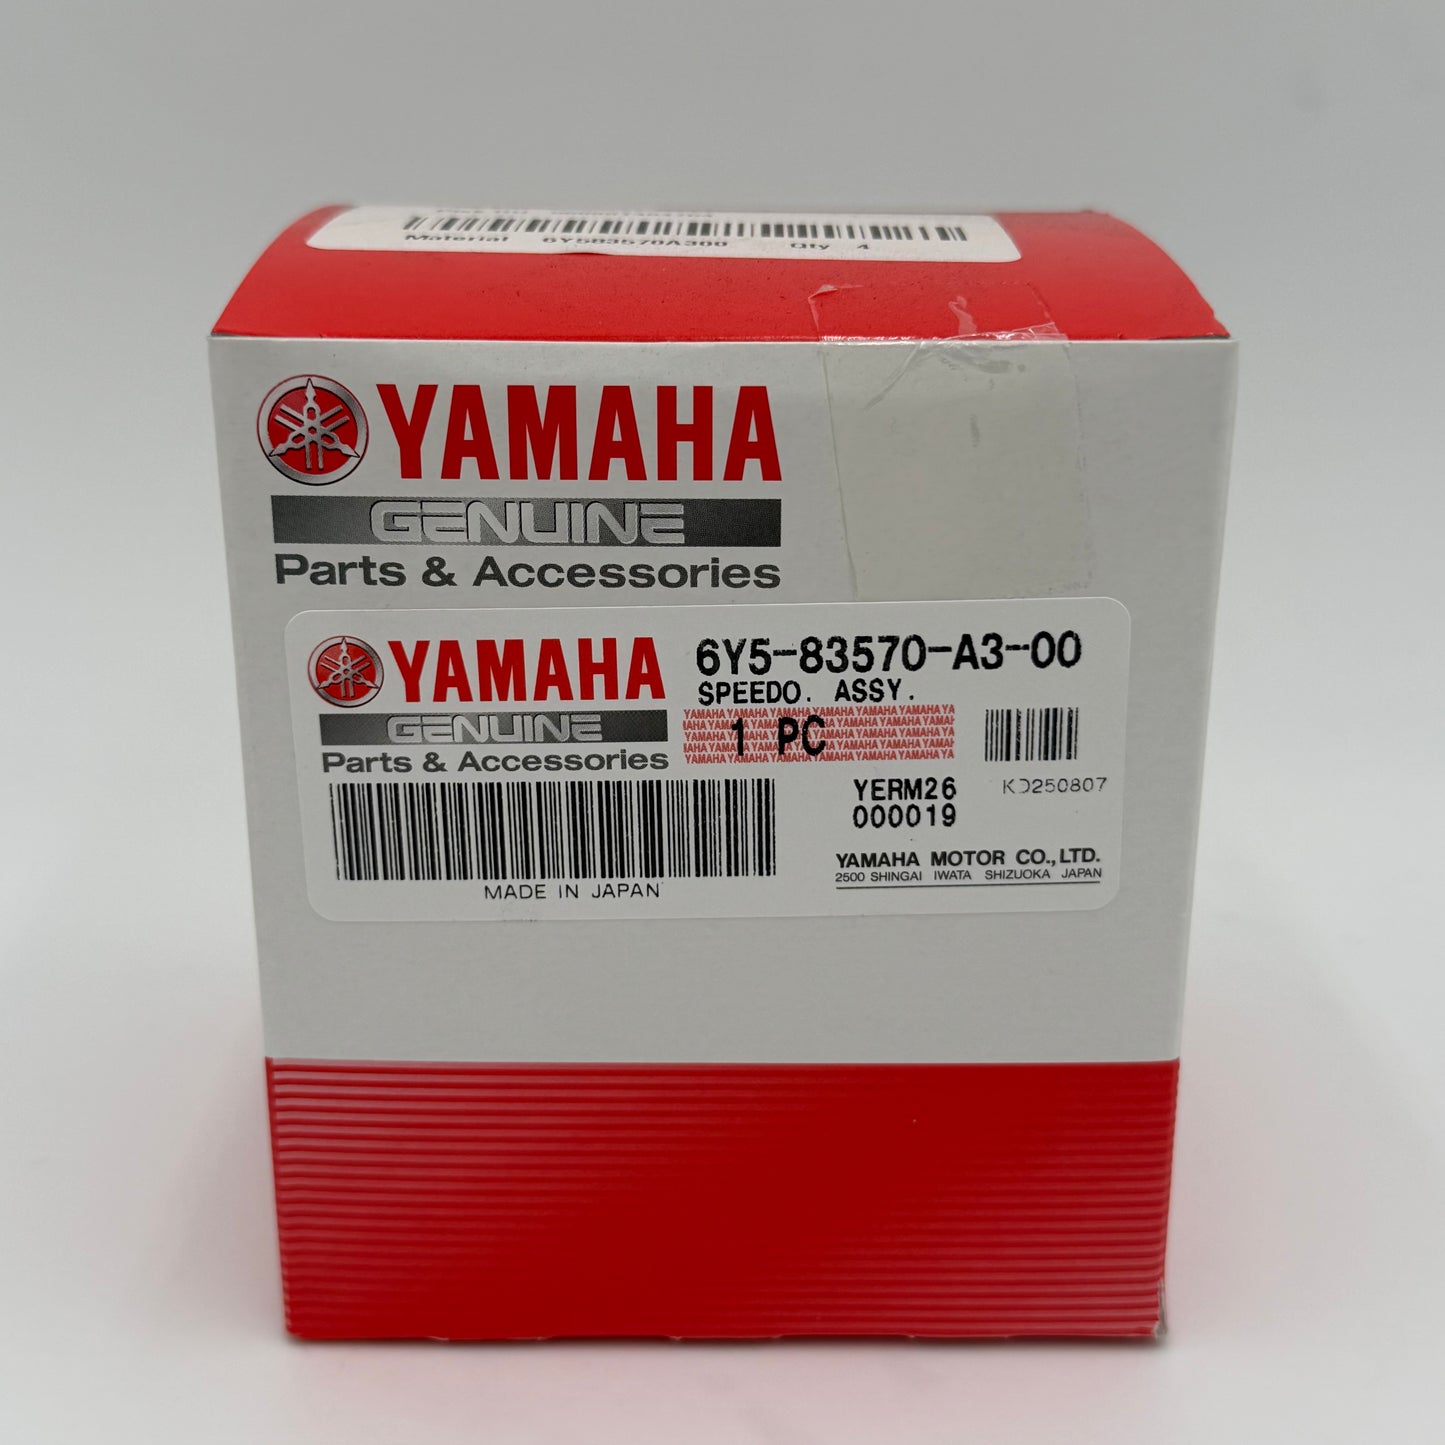 Material 6Y583570A300 Qty 4
YAMAHA
GENUINE
Parts & Accessories
YAMAHA
GENUINE
Parts & Accessories
6Y5-83570-A3-00
SPEEDO. ASSY.
1 PC
YERM26
000019
KD250807
YAMAHA MOTOR CO.,LTD.
2500 SHINGAI IWATA SHIZUOKA JAPAN
MADE IN JAPAN